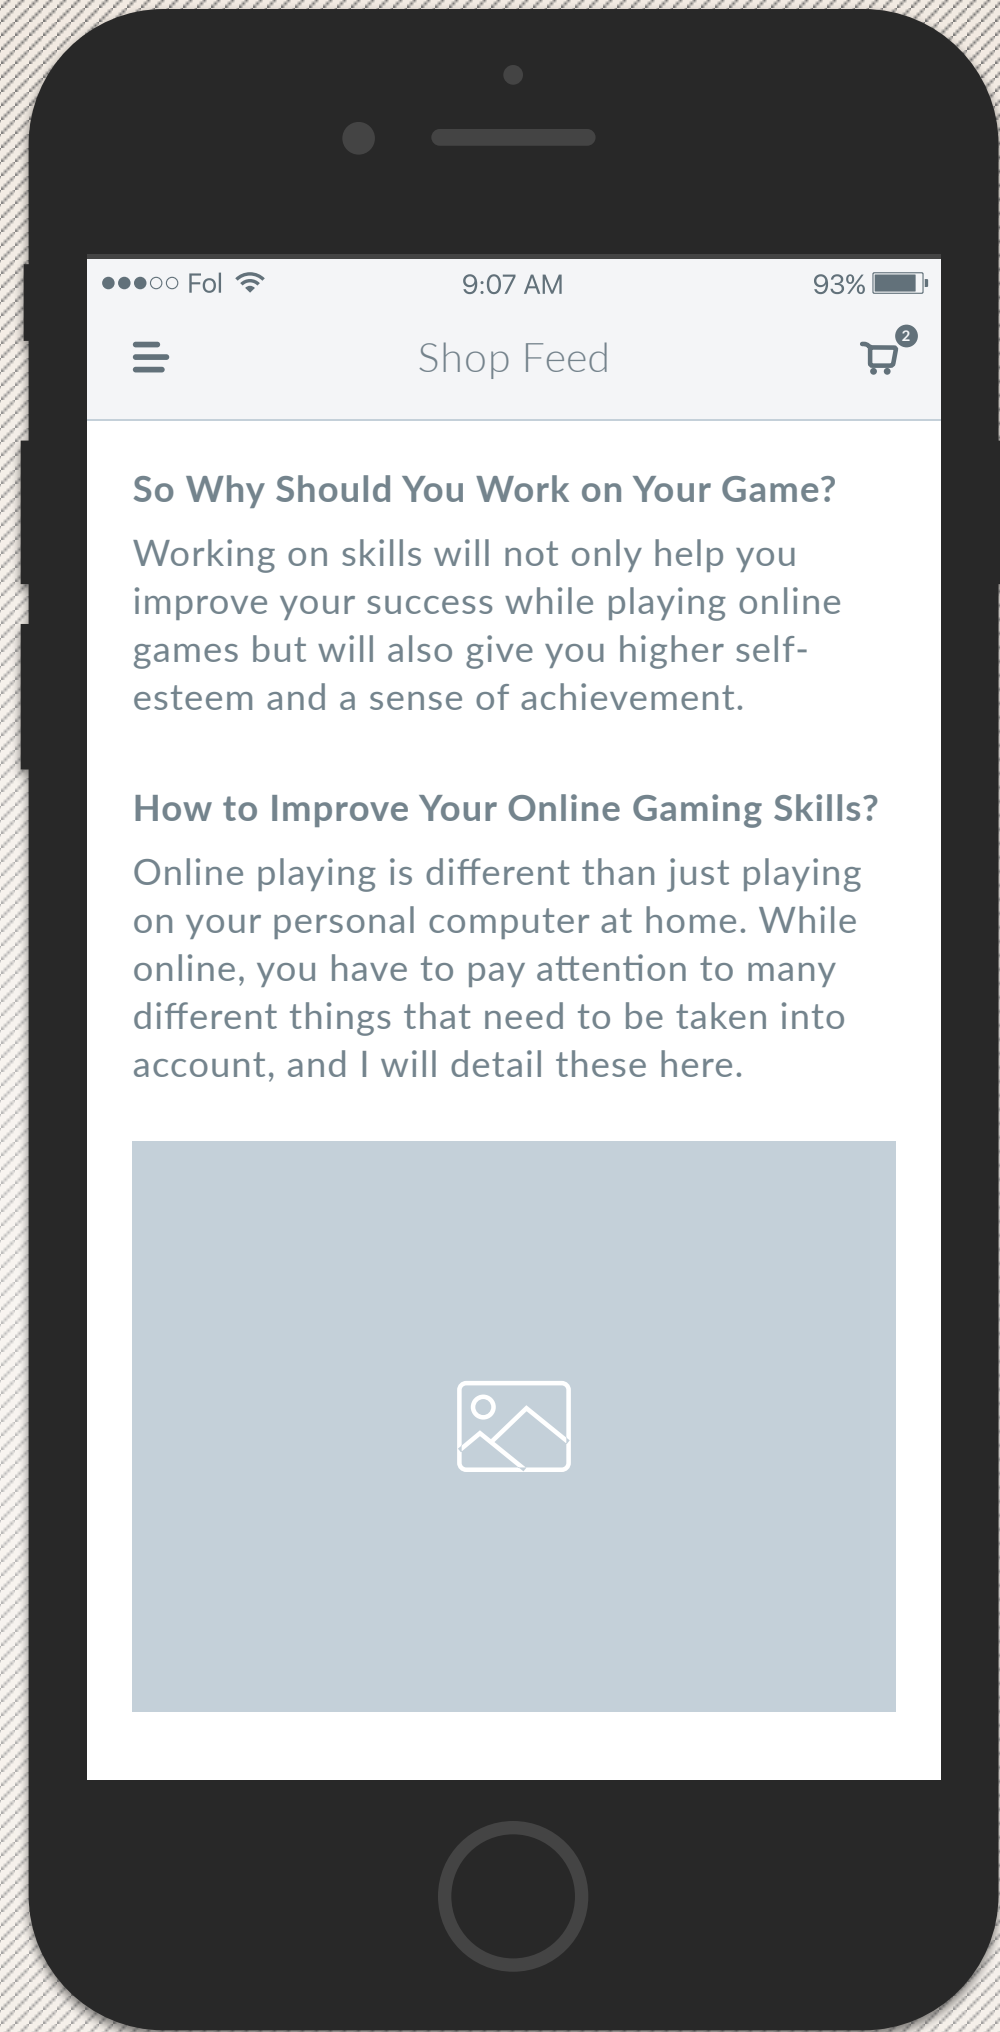 Fol 9:07 AM 93%
Shop Feed 2
So Why Should You Work on Your Game?
Working on skills will not only help you
improve your success while playing online
games but will also give you higher self-
esteem and a sense of achievement.
How to Improve Your Online Gaming Skills?
Online playing is different than just playing
on your personal computer at home. While
online, you have to pay attention to many
different things that need to be taken into
account, and I will detail these here.